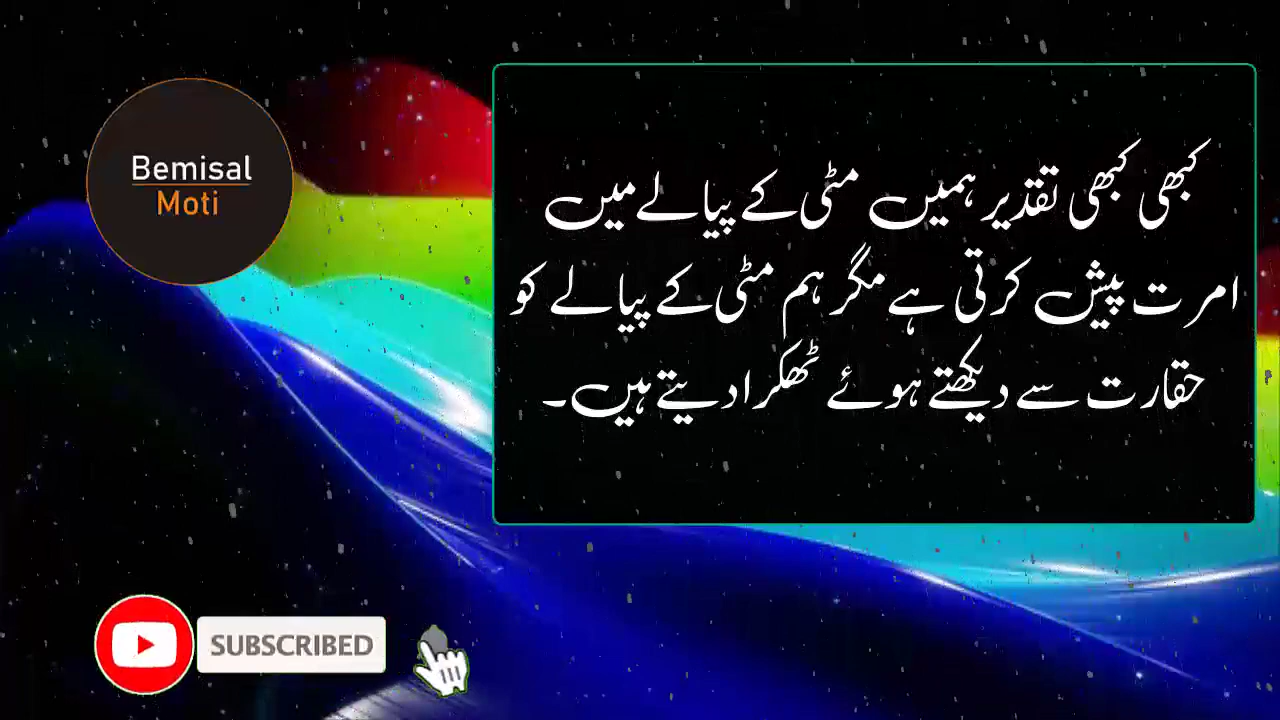 Bemisal
Moti
کبھی کبھی تقدیر ہمیں مٹی کے پیالے میں
امرت پیش کرتی ہے مگر ہم مٹی کے پیالے کو
حقارت سے دیکھتے ہوئے ٹھکرا دیتے ہیں۔
SUBSCRIBED